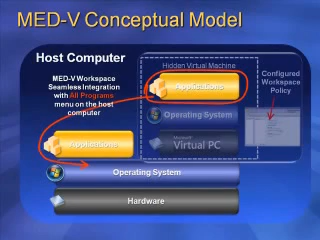 MED-V Conceptual Model
Host Computer
MED-V Workspace
Seamless Integration
with All Programs
menu on the host
computer
Hidden Virtual Machine
Applications
Operating System
Microsoft
Virtual PC
Configured
Workspace
Policy
Applications
Operating System
Hardware